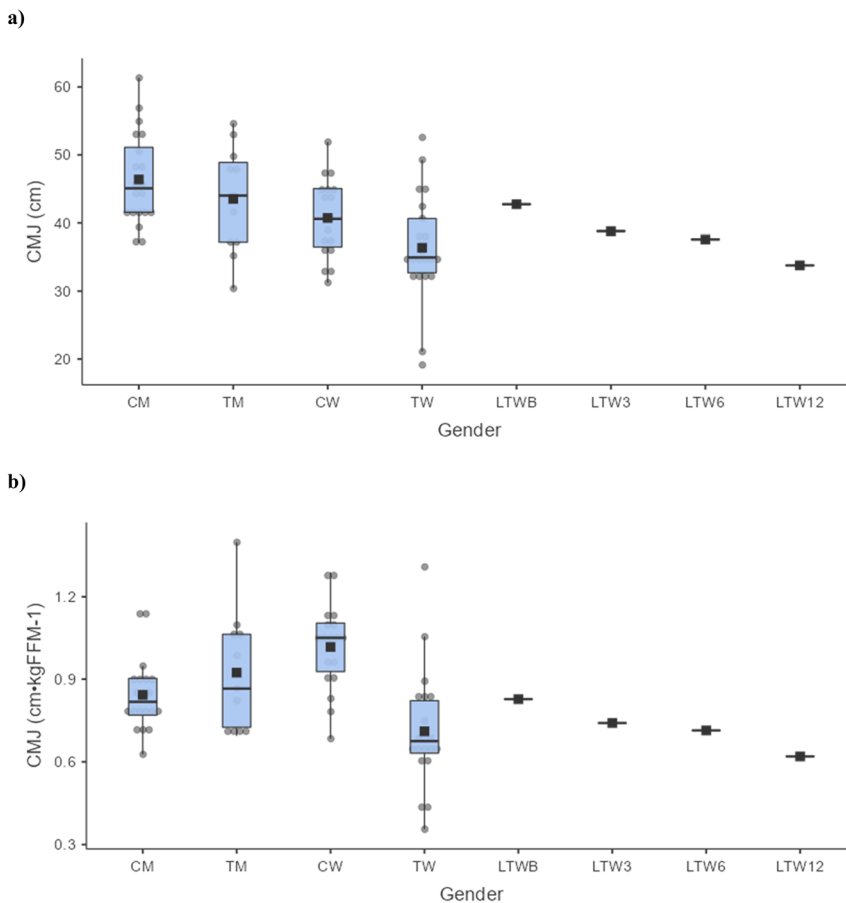 a)
CMJ (cm)
60
50
40
30
20
CM TM CW TW LTWB LTW3 LTW6 LTW12
Gender
b)
CMJ (cm•kgFFM-1)
1.2
0.9
0.6
0.3
CM TM CW TW LTWB LTW3 LTW6 LTW12
Gender